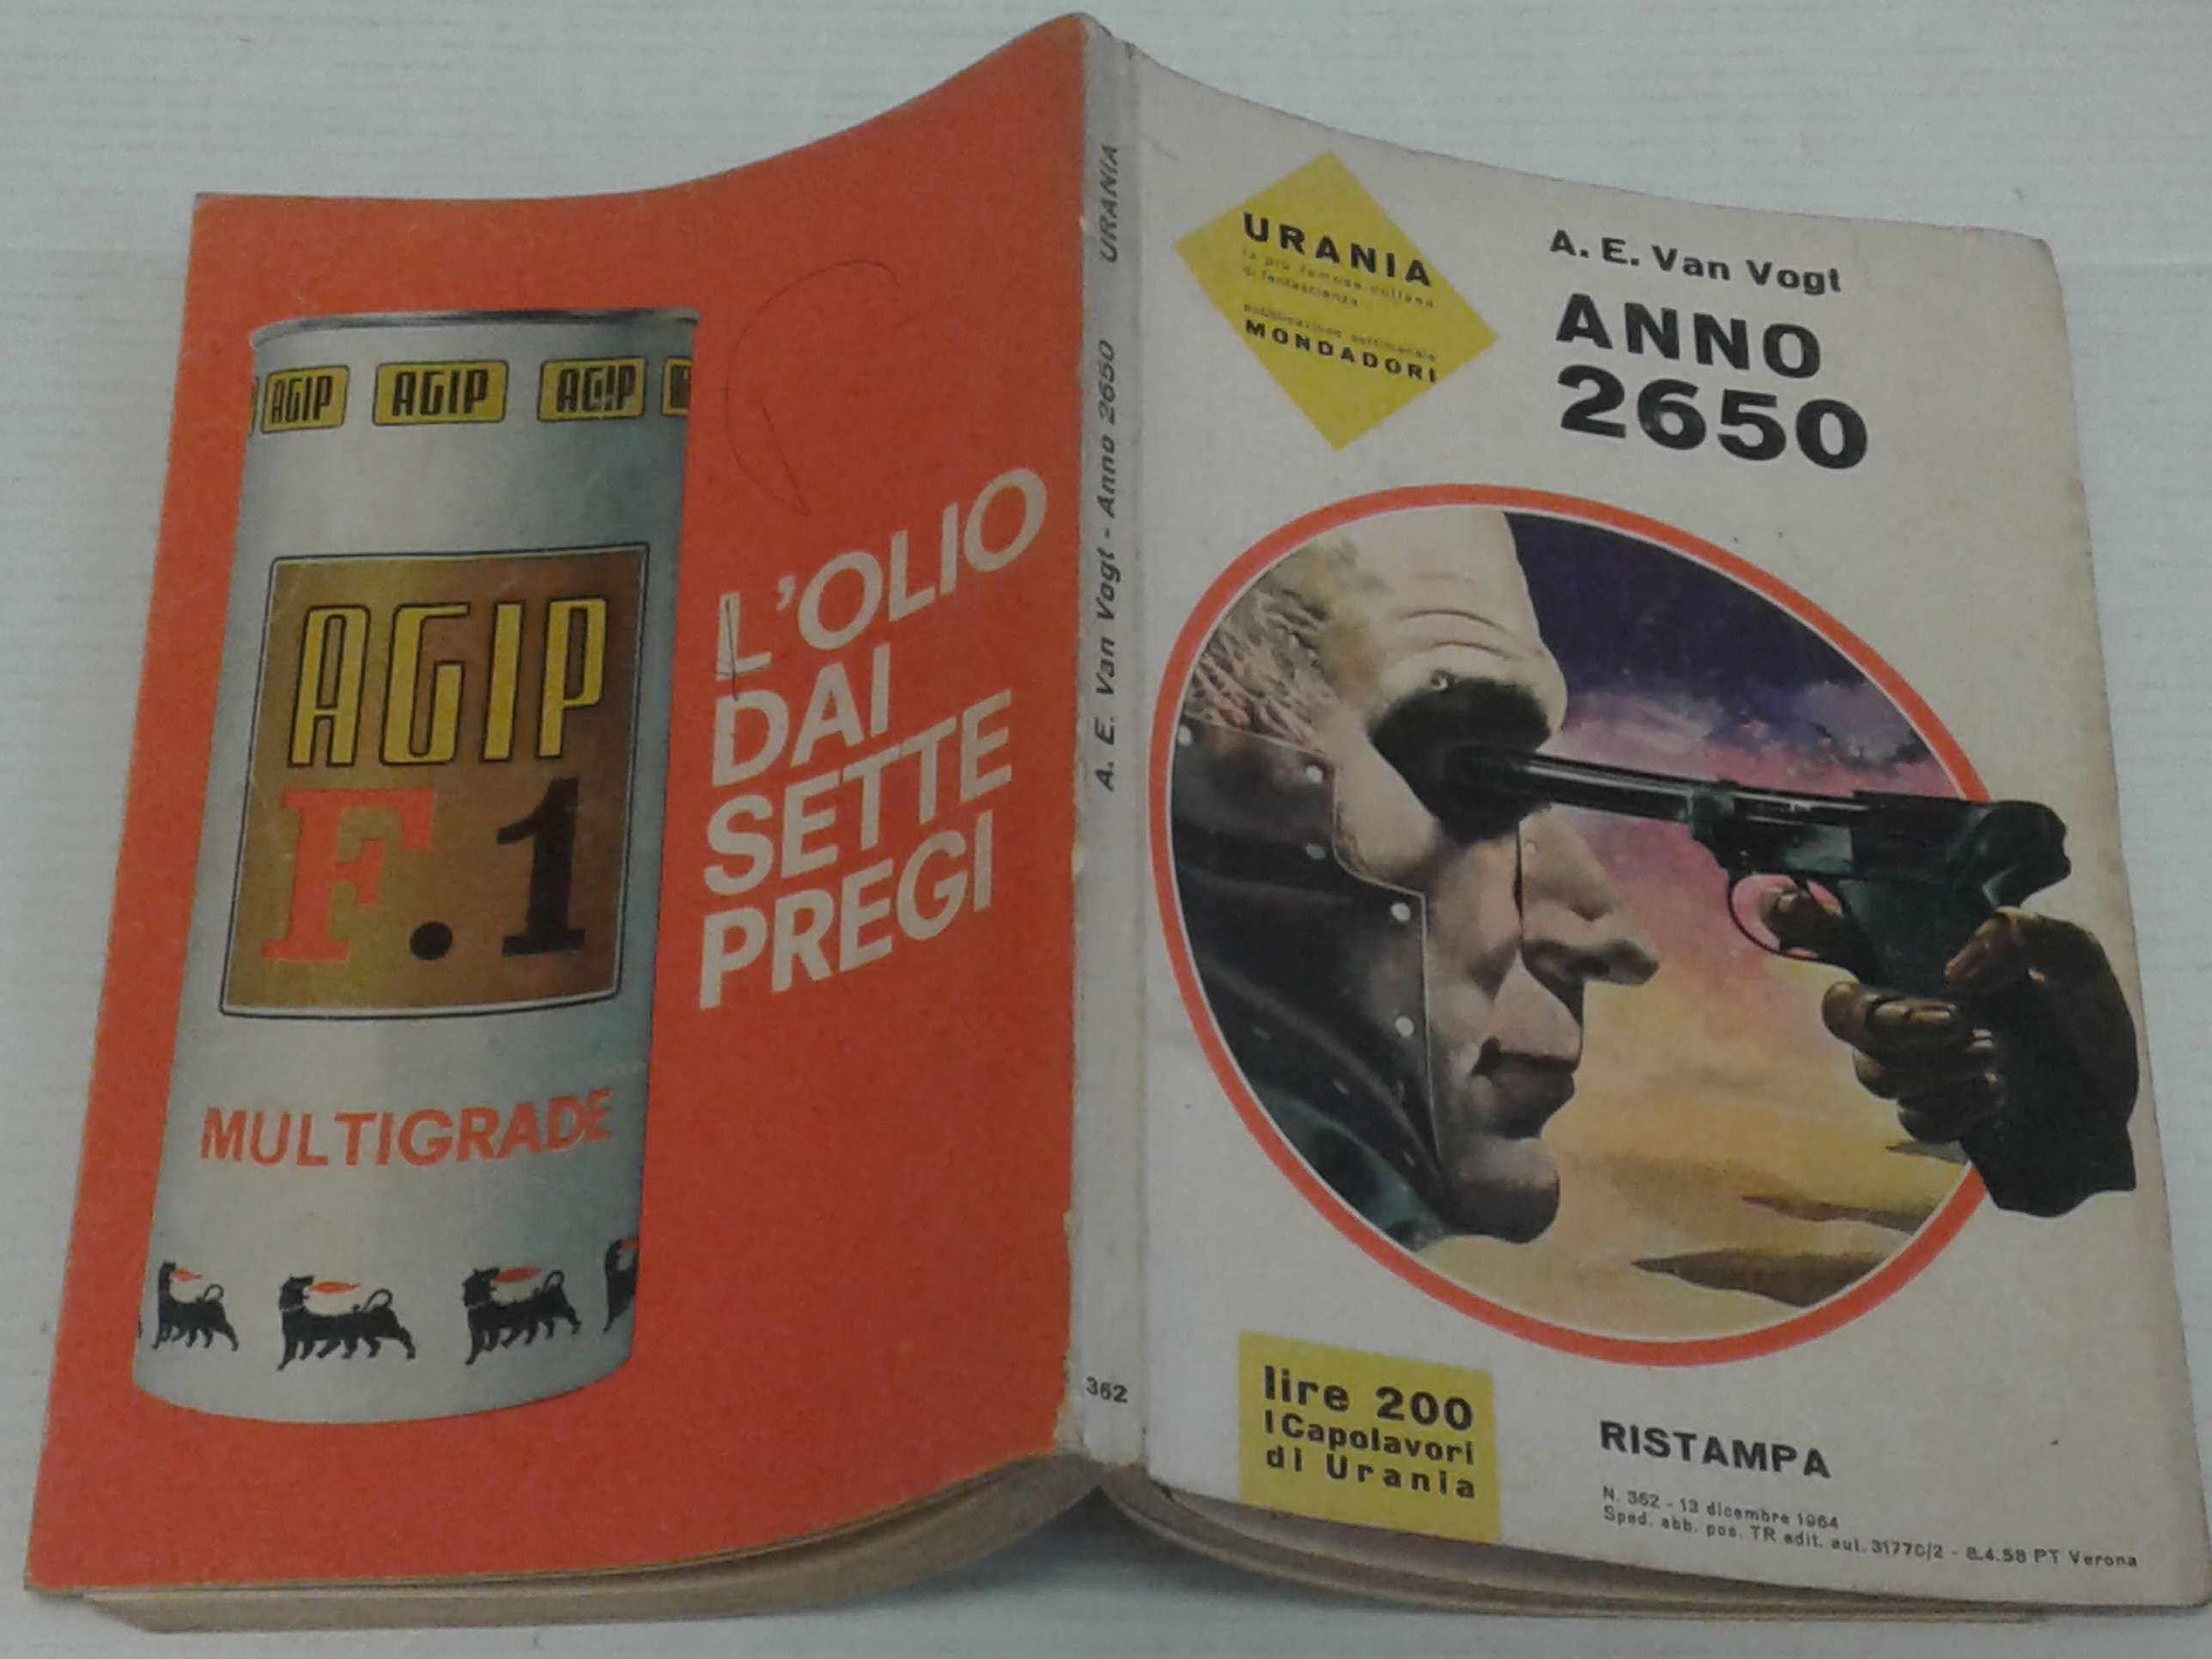 AGIP AGIP AGIP
AGIP
F.1
MULTIGRADE
L'OLIO
DAI
SETTE
PREGI
A. E. Van Vogt - Anno 2650 URANIA
362
URANIA
la più famosa collana
di fantascienza
pubblicazione settimanale
MONDADORI
A. E. Van Vogt
ANNO
2650
lire 200
I Capolavori
di Urania
RISTAMPA
N. 362 - 13 dicembre 1964
Sped. abb. pos. TR edit. aut. 31770/2 - 8.4.58 PT Verona